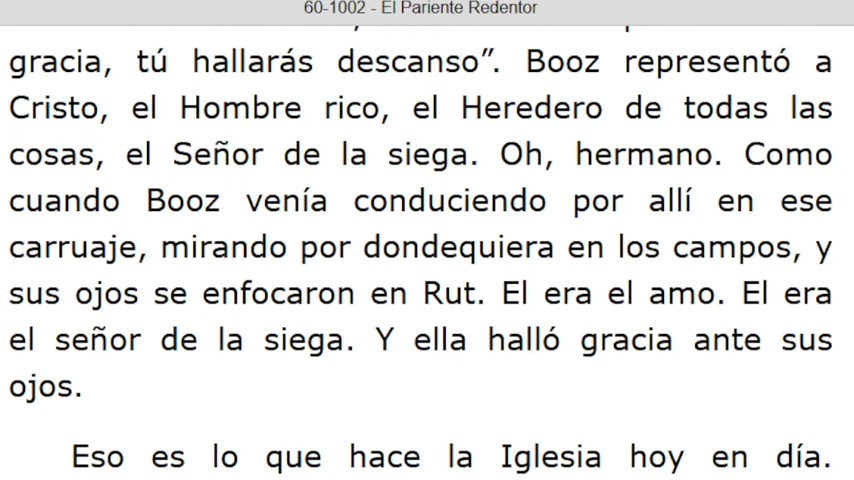 60-1002 - El Pariente Redentor
gracia, tú hallarás descanso”. Booz representó a
Cristo, el Hombre rico, el Heredero de todas las
cosas, el Señor de la siega. Oh, hermano. Como
cuando Booz venía conduciendo por allí en ese
carruaje, mirando por dondequiera en los campos, y
sus ojos se enfocaron en Rut. El era el amo. El era
el señor de la siega. Y ella halló gracia ante sus
ojos.
Eso es lo que hace la Iglesia hoy en día.